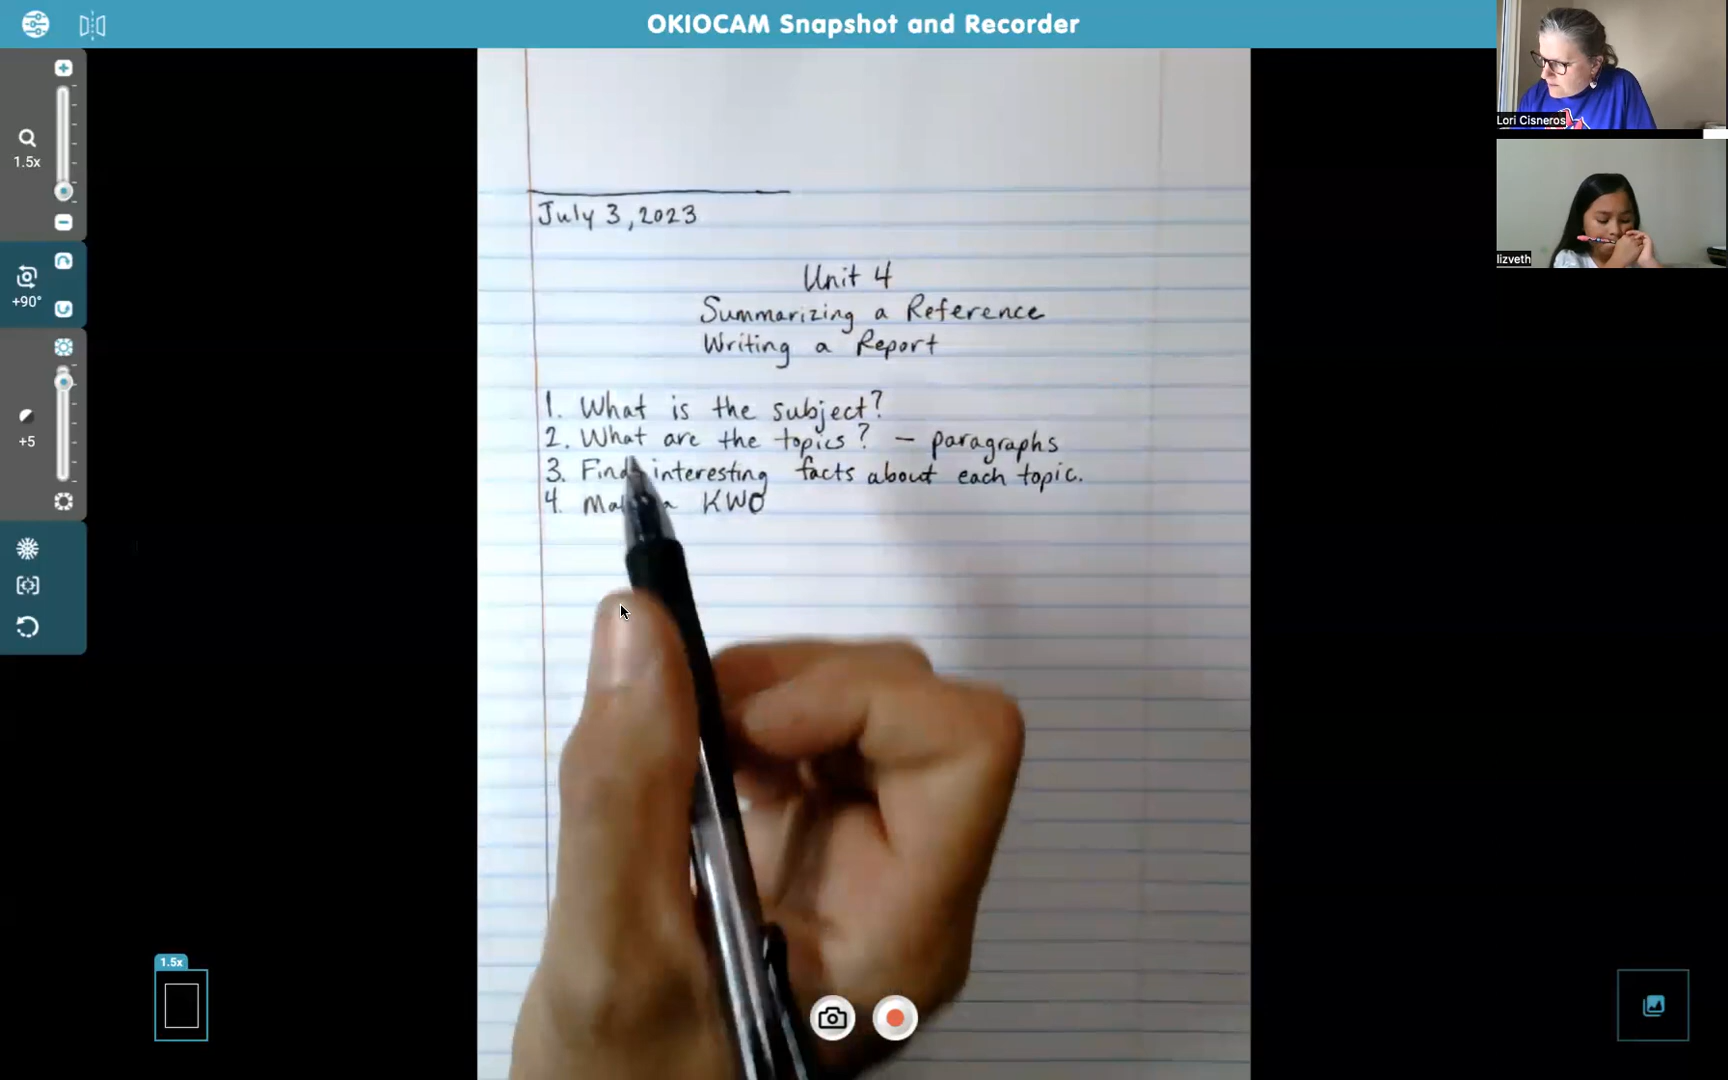 OKIOCAM Snapshot and Recorder
1.5x
+90°
+5
1.5x
Lori Cisneros
lizveth
July 3, 2023
Unit 4
Summarizing a Reference
Writing a Report
1. What is the subject?
2. What are the topics? - paragraphs
3. Find interesting facts about each topic.
4. KWO